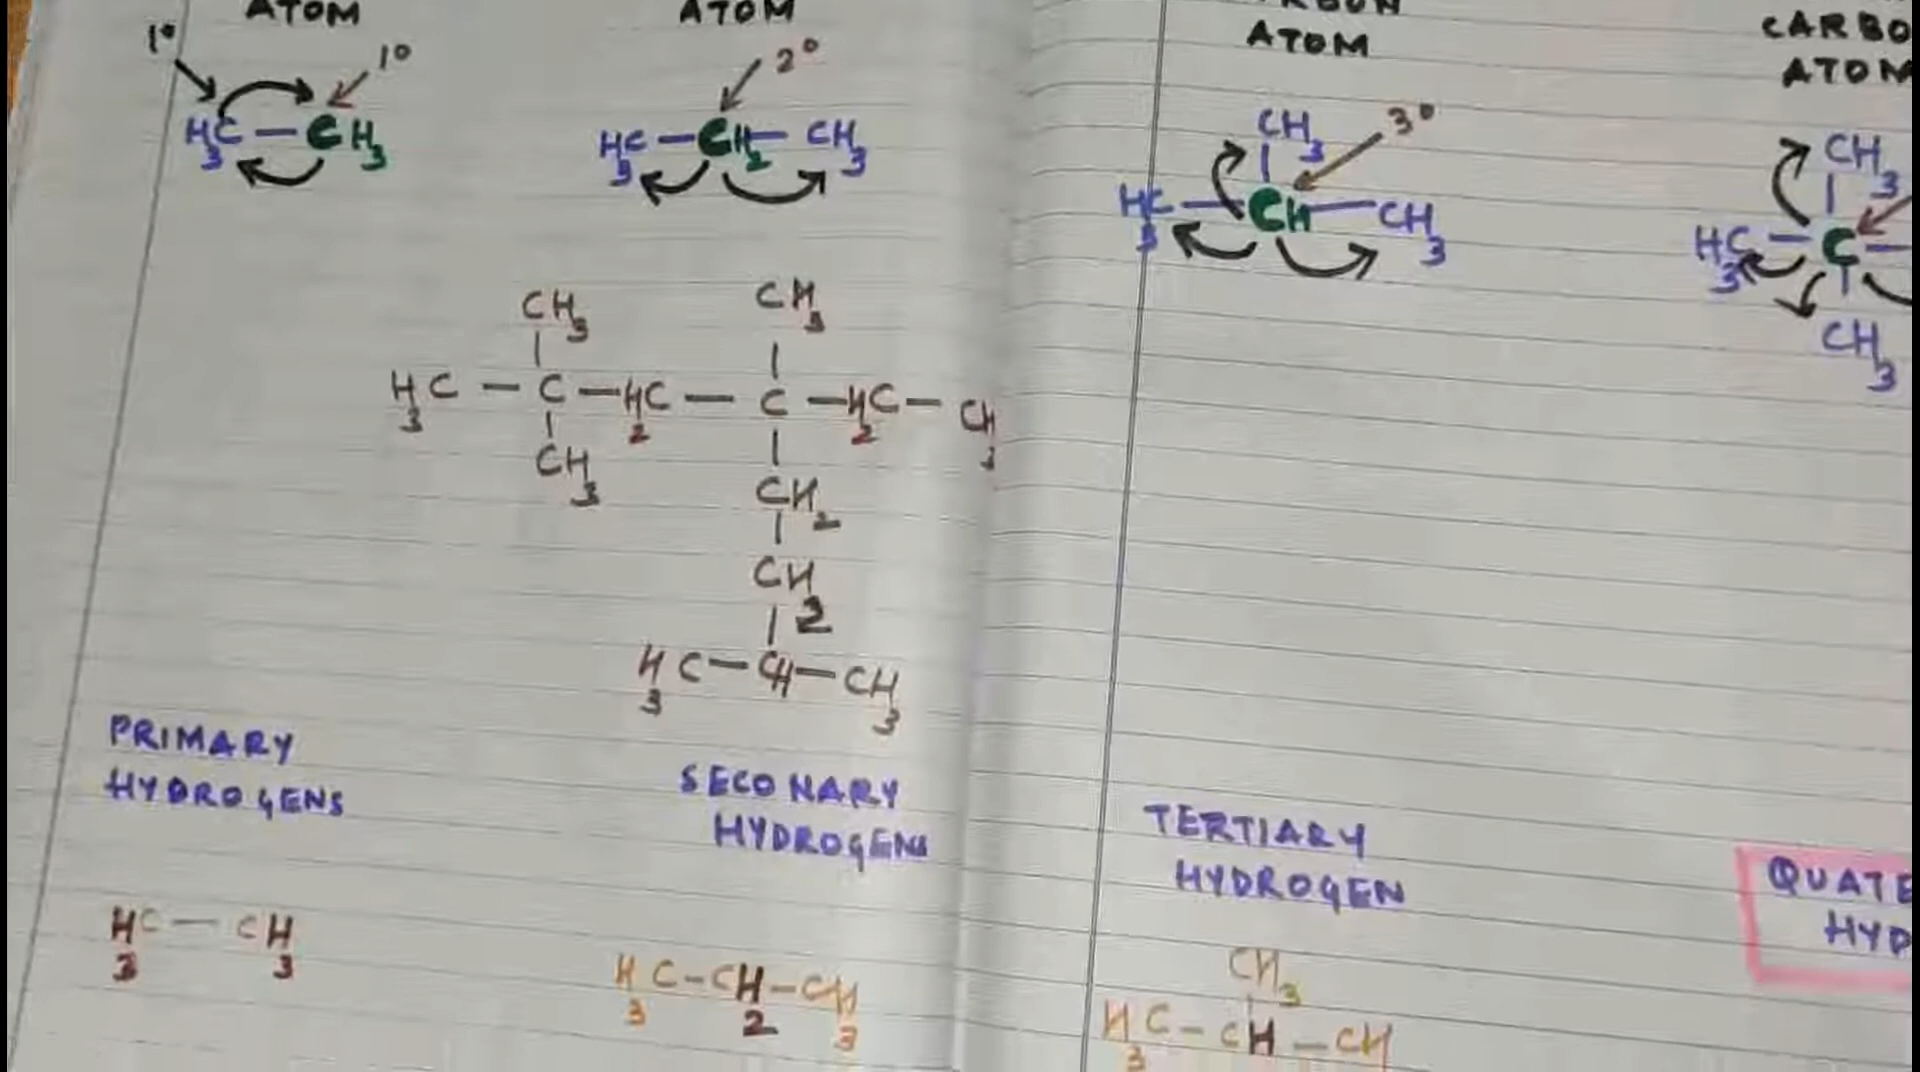 ATOM ATOM ATOM CARBO
ATOM
1° 1° 2° 3°
H3C — CH3
H3C — CH2 — CH3
CH3
H3C — CH — CH3
CH3
H3C — C —
CH3
CH3 CH3
H3C — C — H2C — C — H2C — CH3
CH3
CH2
CH2
H3C — CH — CH3
PRIMARY
HYDROGENS
SECONARY
HYDROGENS
TERTIARY
HYDROGEN
QUATE
HYD
H3C — CH3
H3C — CH2 — CH3
CH3
H3C — CH — CH